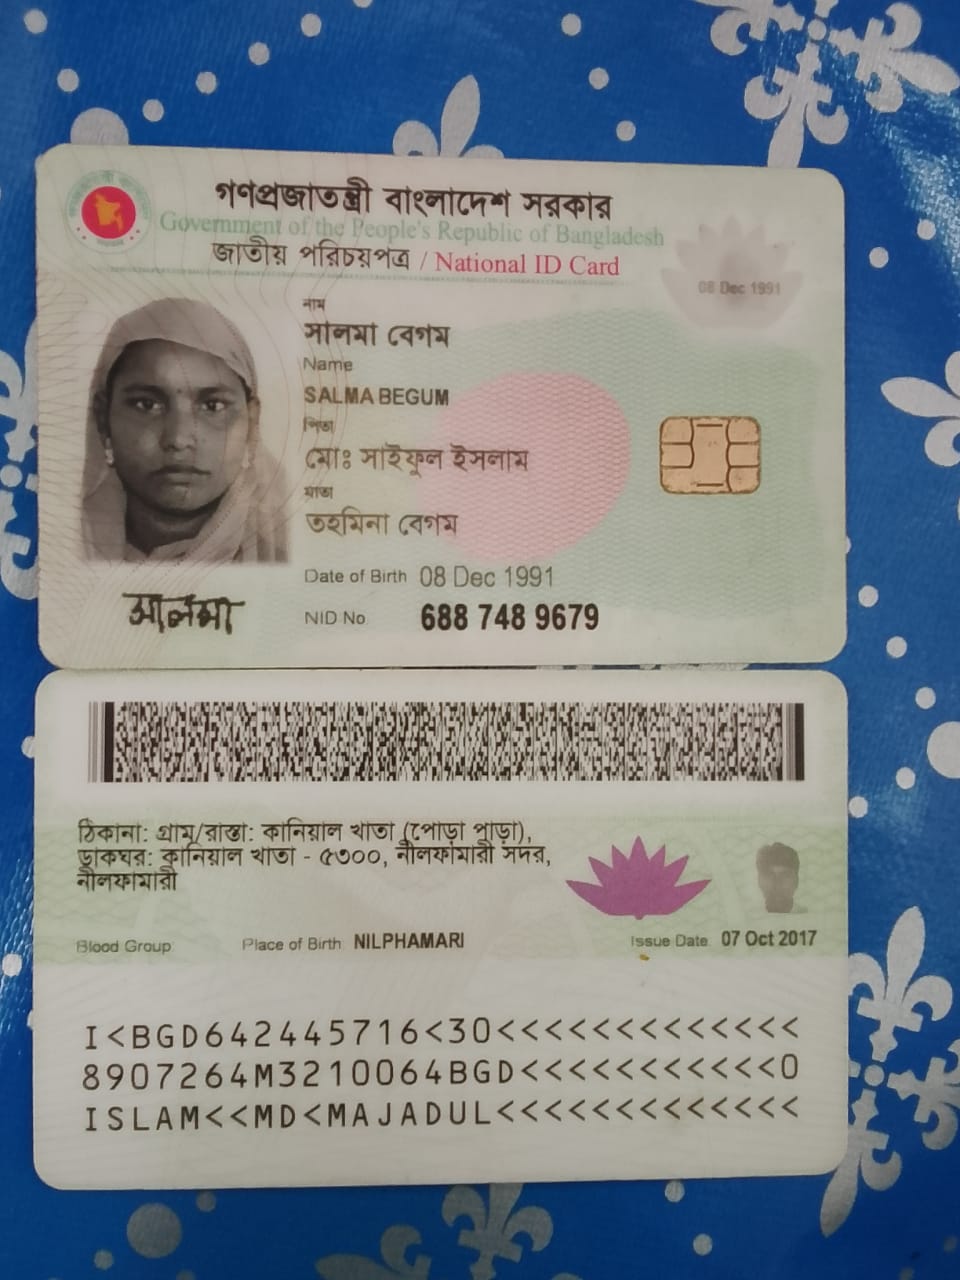 গণপ্রজাতন্ত্রী বাংলাদেশ সরকার
Government of the People's Republic of Bangladesh
জাতীয় পরিচয়পত্র / National ID Card
08 Dec 1991
নাম
সালমা বেগম
Name
SALMA BEGUM
পিতা
মোঃ সাইফুল ইসলাম
মাতা
তহমিনা বেগম
Date of Birth 08 Dec 1991
সালমা
NID No. 688 748 9679
ঠিকানা: গ্রাম/রাস্তা: কানিয়াল খাতা (পোড়া পাড়া),
ডাকঘর: কানিয়াল খাতা - ৫৩০০, নীলফামারী সদর,
নীলফামারী
Blood Group Place of Birth NILPHAMARI Issue Date 07 Oct 2017
I<BGD642445716<30<<<<<<<<<<<<<
8907264M3210064BGD<<<<<<<<<<<0
ISLAM<<MD<MAJADUL<<<<<<<<<<<<<